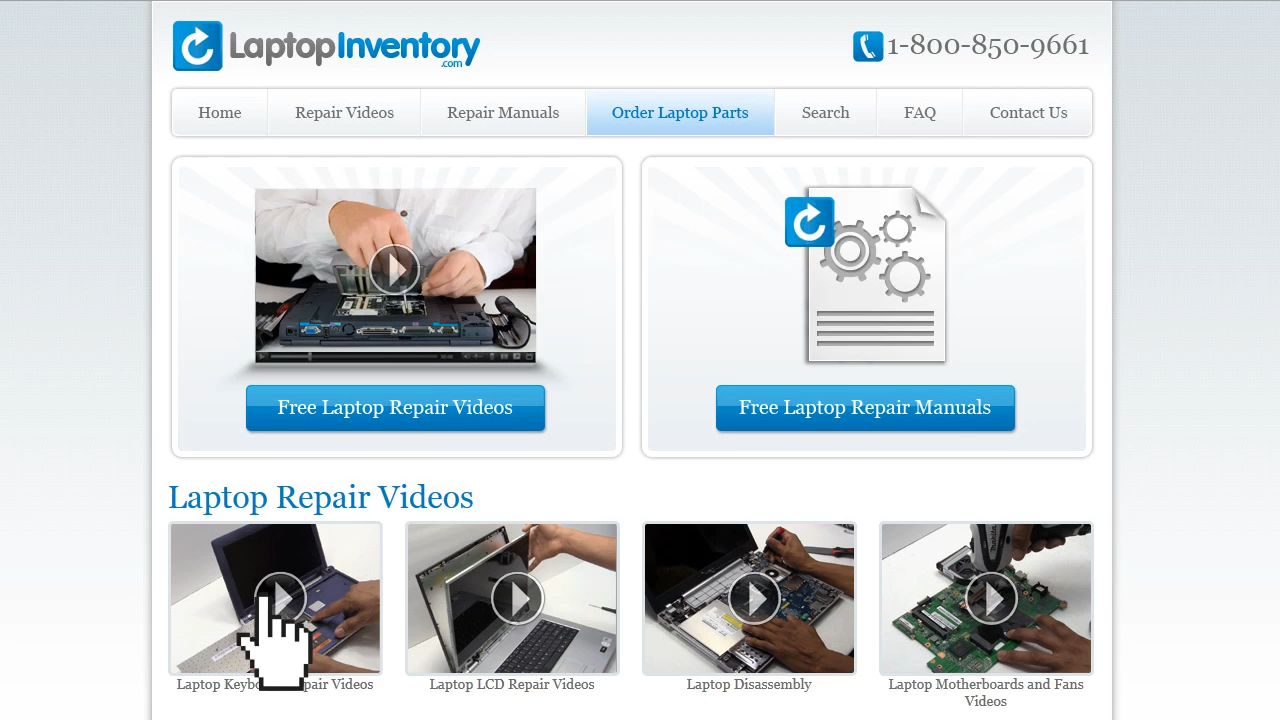 LaptopInventory
.com
1-800-850-9661
Home
Repair Videos
Repair Manuals
Order Laptop Parts
Search
FAQ
Contact Us
Free Laptop Repair Videos
Free Laptop Repair Manuals
Laptop Repair Videos
Laptop LCD Repair Videos
Laptop Disassembly
Laptop Motherboards and Fans
Videos
Laptop
pair Videos